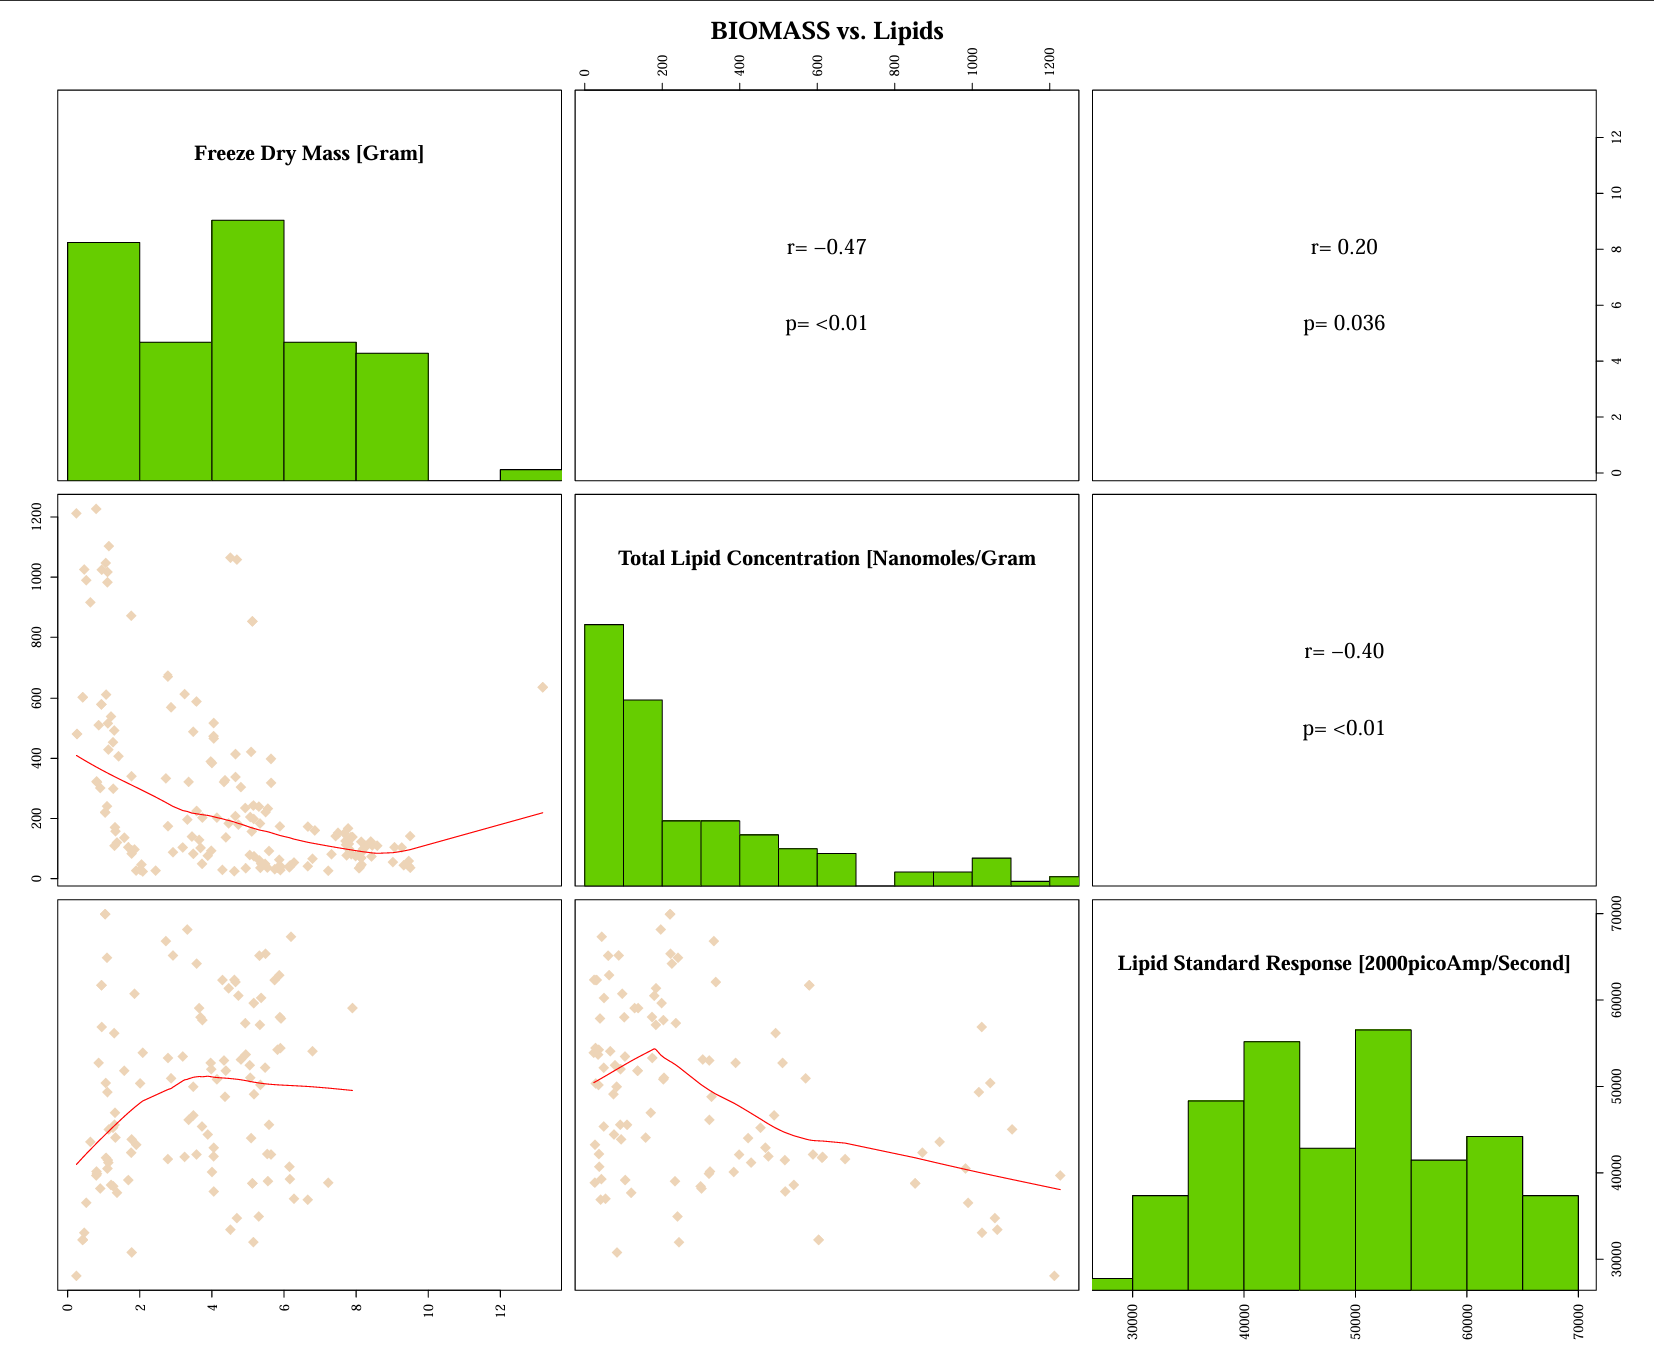 BIOMASS vs. Lipids
0 200 400 600 800 1000 1200
Freeze Dry Mass [Gram]
r= −0.47
p= <0.01
r= 0.20
p= 0.036
12
10
8
6
4
2
0
1200
1000
800
600
400
200
0
Total Lipid Concentration [Nanomoles/Gram
r= −0.40
p= <0.01
Lipid Standard Response [2000picoAmp/Second]
70000
60000
50000
40000
30000
0 2 4 6 8 10 12
30000 40000 50000 60000 70000